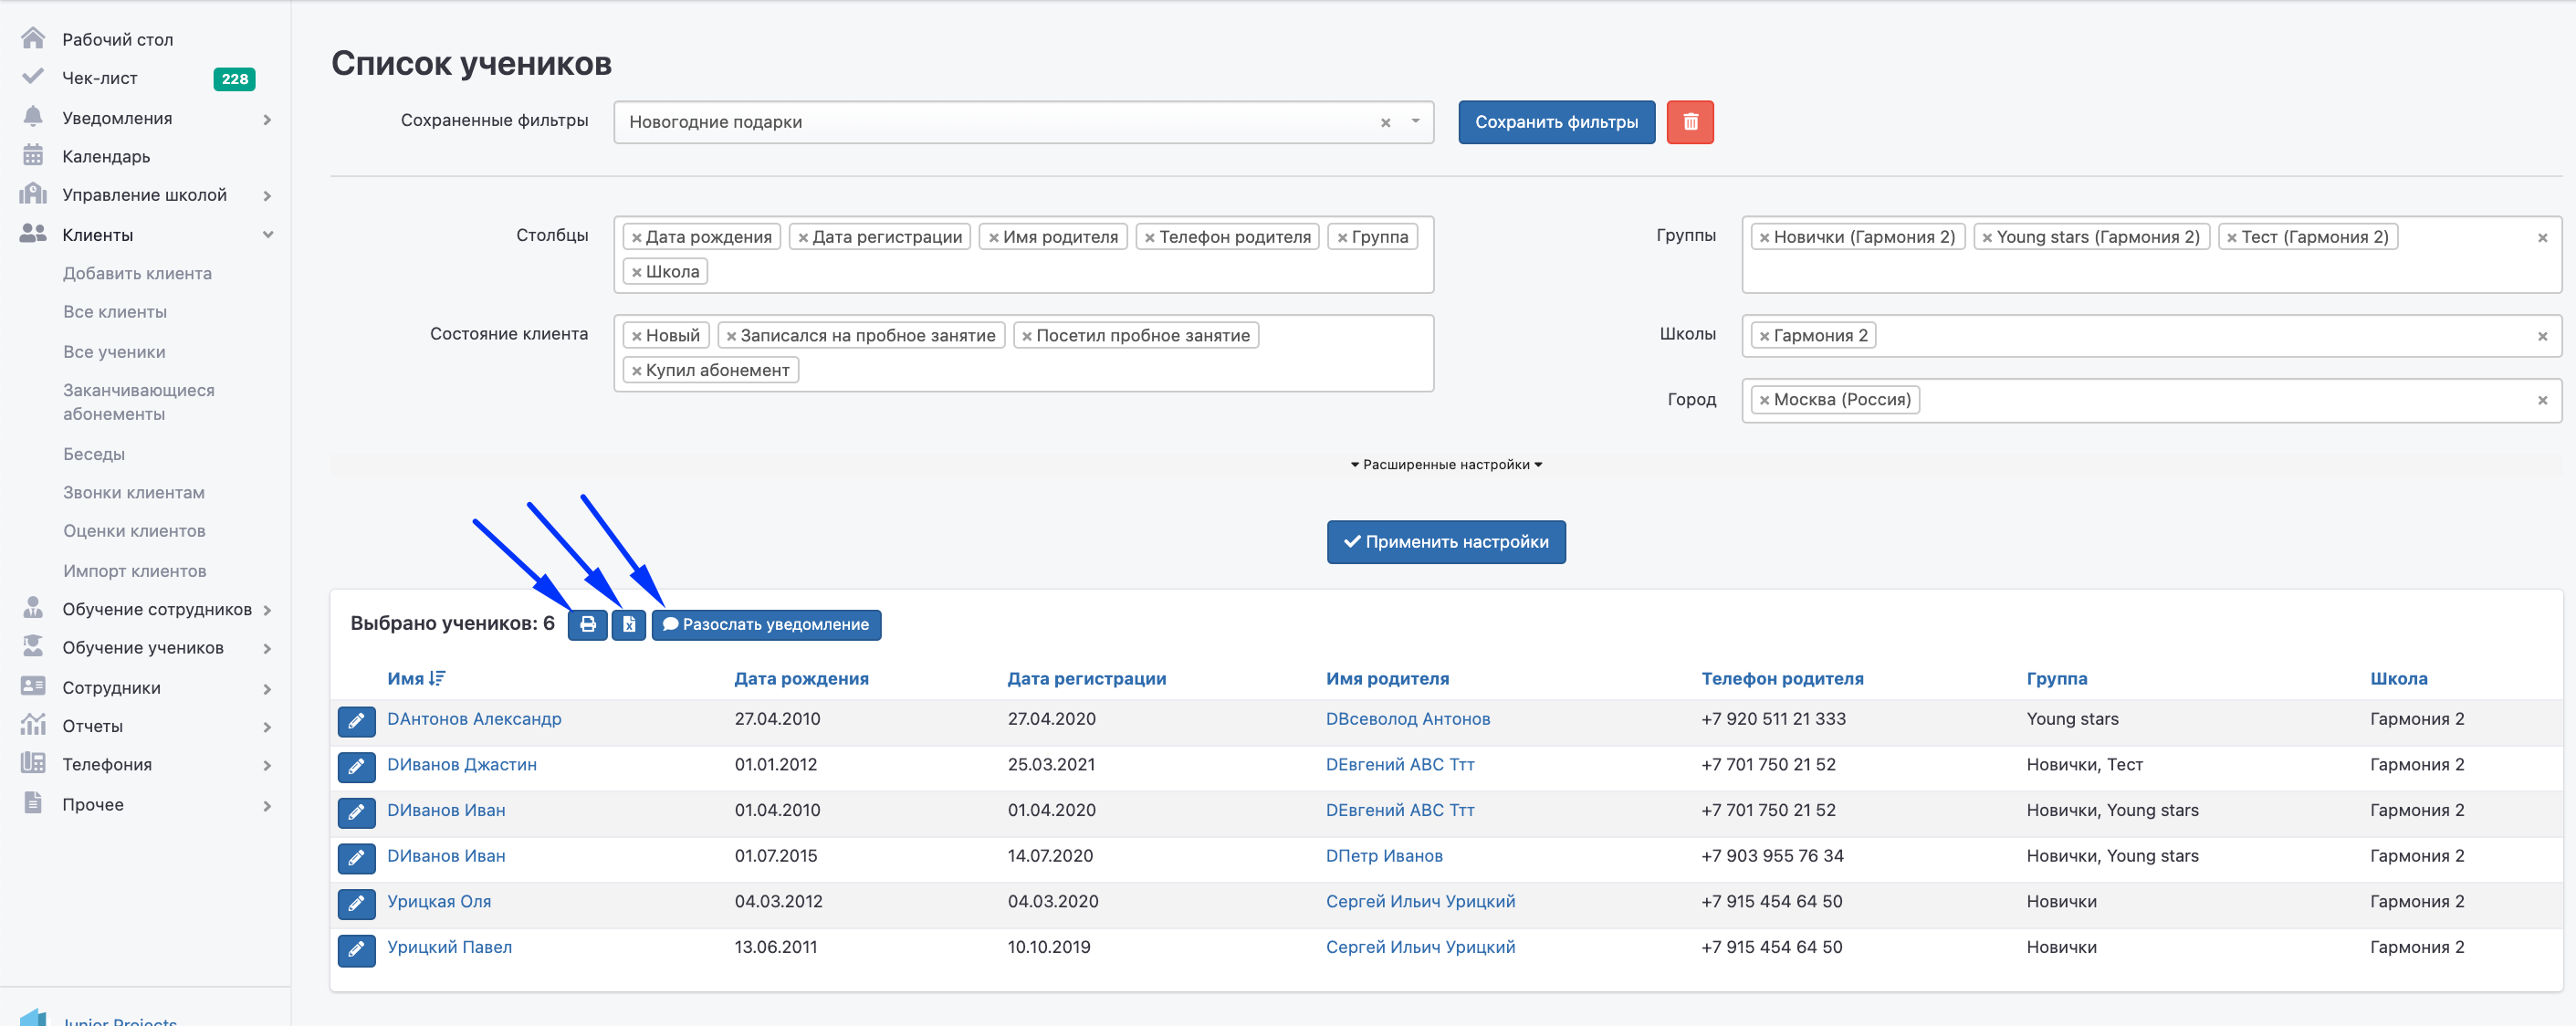 Рабочий стол
Чек-лист 228
Уведомления
Календарь
Управление школой
Клиенты
Добавить клиента
Все клиенты
Все ученики
Заканчивающиеся
абонементы
Беседы
Звонки клиентам
Оценки клиентов
Импорт клиентов
Обучение сотрудников
Обучение учеников
Сотрудники
Отчеты
Телефония
Прочее
Junior Projects
Список учеников
Сохраненные фильтры Новогодние подарки × Сохранить фильтры
Столбцы × Дата рождения × Дата регистрации × Имя родителя × Телефон родителя × Группа
× Школа
Группы × Новички (Гармония 2) × Young stars (Гармония 2) × Тест (Гармония 2) ×
Состояние клиента × Новый × Записался на пробное занятие × Посетил пробное занятие
× Купил абонемент
Школы × Гармония 2 ×
Город × Москва (Россия) ×
Расширенные настройки
Применить настройки
Выбрано учеников: 6 Разослать уведомление
Имя Дата рождения Дата регистрации Имя родителя Телефон родителя Группа Школа
DАнтонов Александр 27.04.2010 27.04.2020 DВсеволод Антонов +7 920 511 21 333 Young stars Гармония 2
DИванов Джастин 01.01.2012 25.03.2021 DЕвгений АВС Ттт +7 701 750 21 52 Новички, Тест Гармония 2
DИванов Иван 01.04.2010 01.04.2020 DЕвгений АВС Ттт +7 701 750 21 52 Новички, Young stars Гармония 2
DИванов Иван 01.07.2015 14.07.2020 DПетр Иванов +7 903 955 76 34 Новички, Young stars Гармония 2
Урицкая Оля 04.03.2012 04.03.2020 Сергей Ильич Урицкий +7 915 454 64 50 Новички Гармония 2
Урицкий Павел 13.06.2011 10.10.2019 Сергей Ильич Урицкий +7 915 454 64 50 Новички Гармония 2